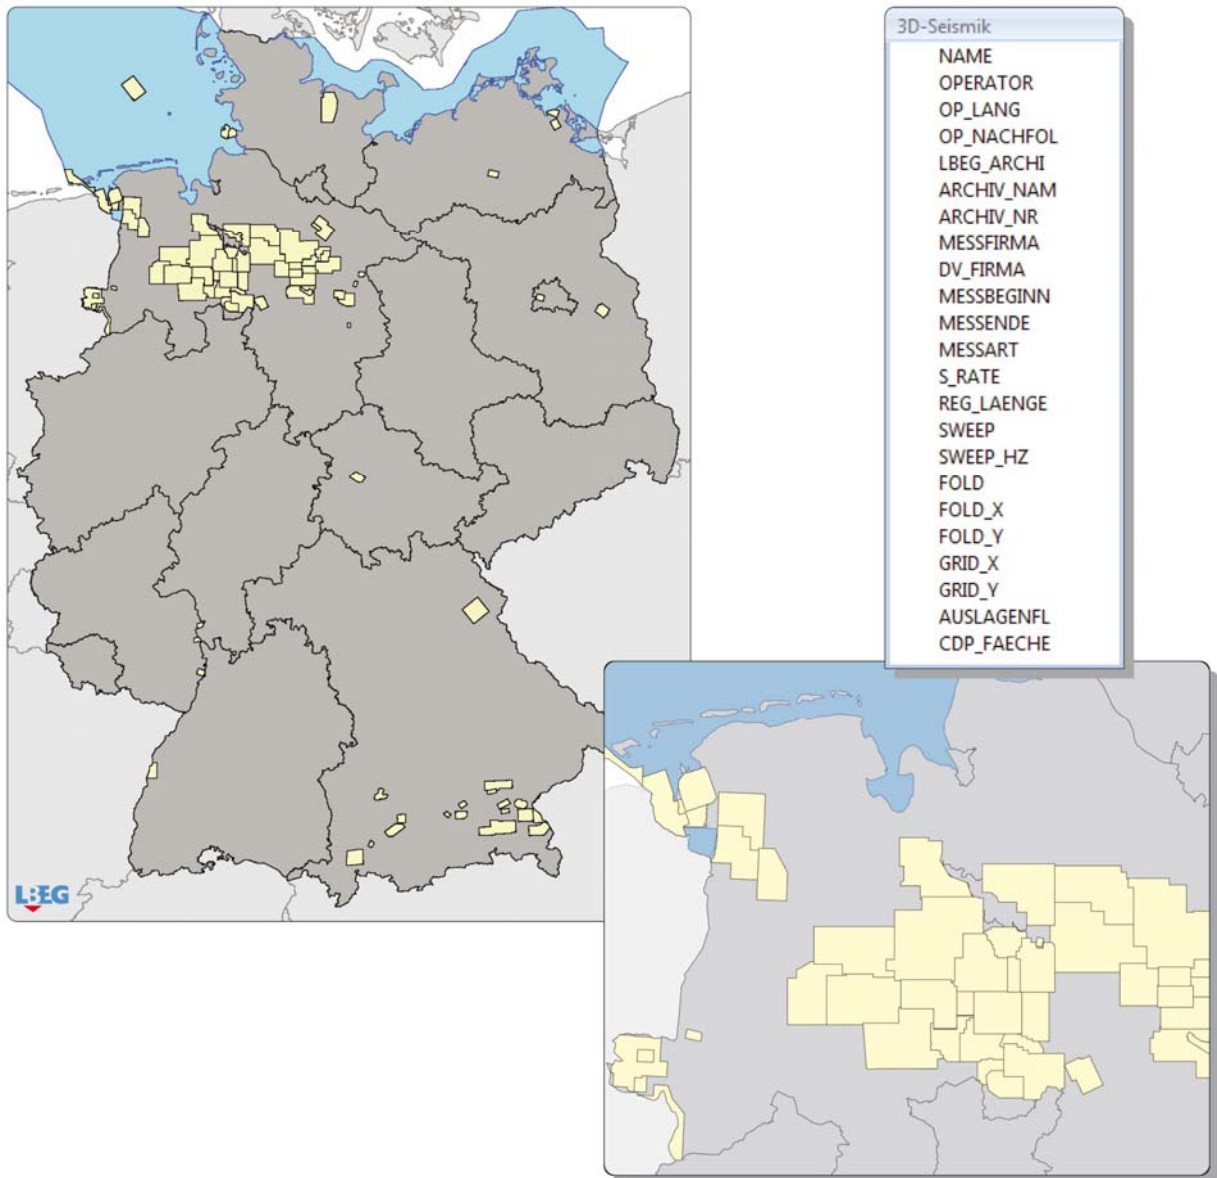 3D-Seismik
NAME
OPERATOR
OP_LANG
OP_NACHFOL
LBEG_ARCHI
ARCHIV_NAM
ARCHIV_NR
MESSFIRMA
DV_FIRMA
MESSBEGINN
MESSENDE
MESSART
S_RATE
REG_LAENGE
SWEEP
SWEEP_HZ
FOLD
FOLD_X
FOLD_Y
GRID_X
GRID_Y
AUSLAGENFL
CDP_FAECHE
LBEG